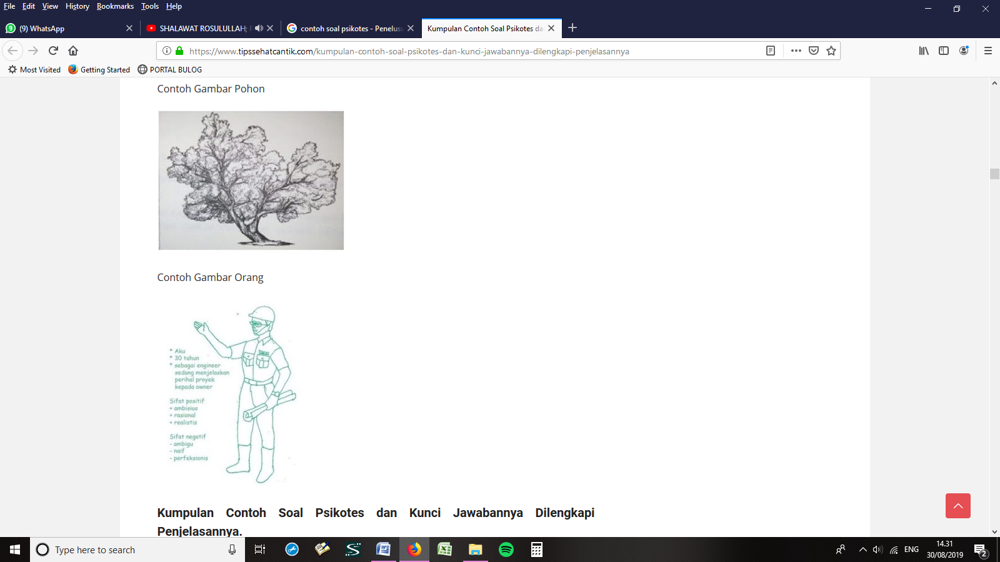 File Edit View History Bookmarks Tools Help
(9) WhatsApp
SHALAWAT ROSULULLAH;
contoh soal psikotes - Penelusu
Kumpulan Contoh Soal Psikotes da
https://www.tipssehatcantik.com/kumpulan-contoh-soal-psikotes-dan-kunci-jawabannya-dilengkapi-penjelasannya
Most Visited Getting Started PORTAL BULOG
Contoh Gambar Pohon
Contoh Gambar Orang
* Aku
* 30 tahun
* sebagai engineer
sedang menjelaskan
perihal proyek
kepada owner
Sifat positif
+ ambisius
+ rasional
+ realistis
Sifat negatif
- ambigu
- naif
- perfeksionis
Kumpulan Contoh Soal Psikotes dan Kunci Jawabannya Dilengkapi
Penjelasannya.
Type here to search
ENG
14.31
30/08/2019
2